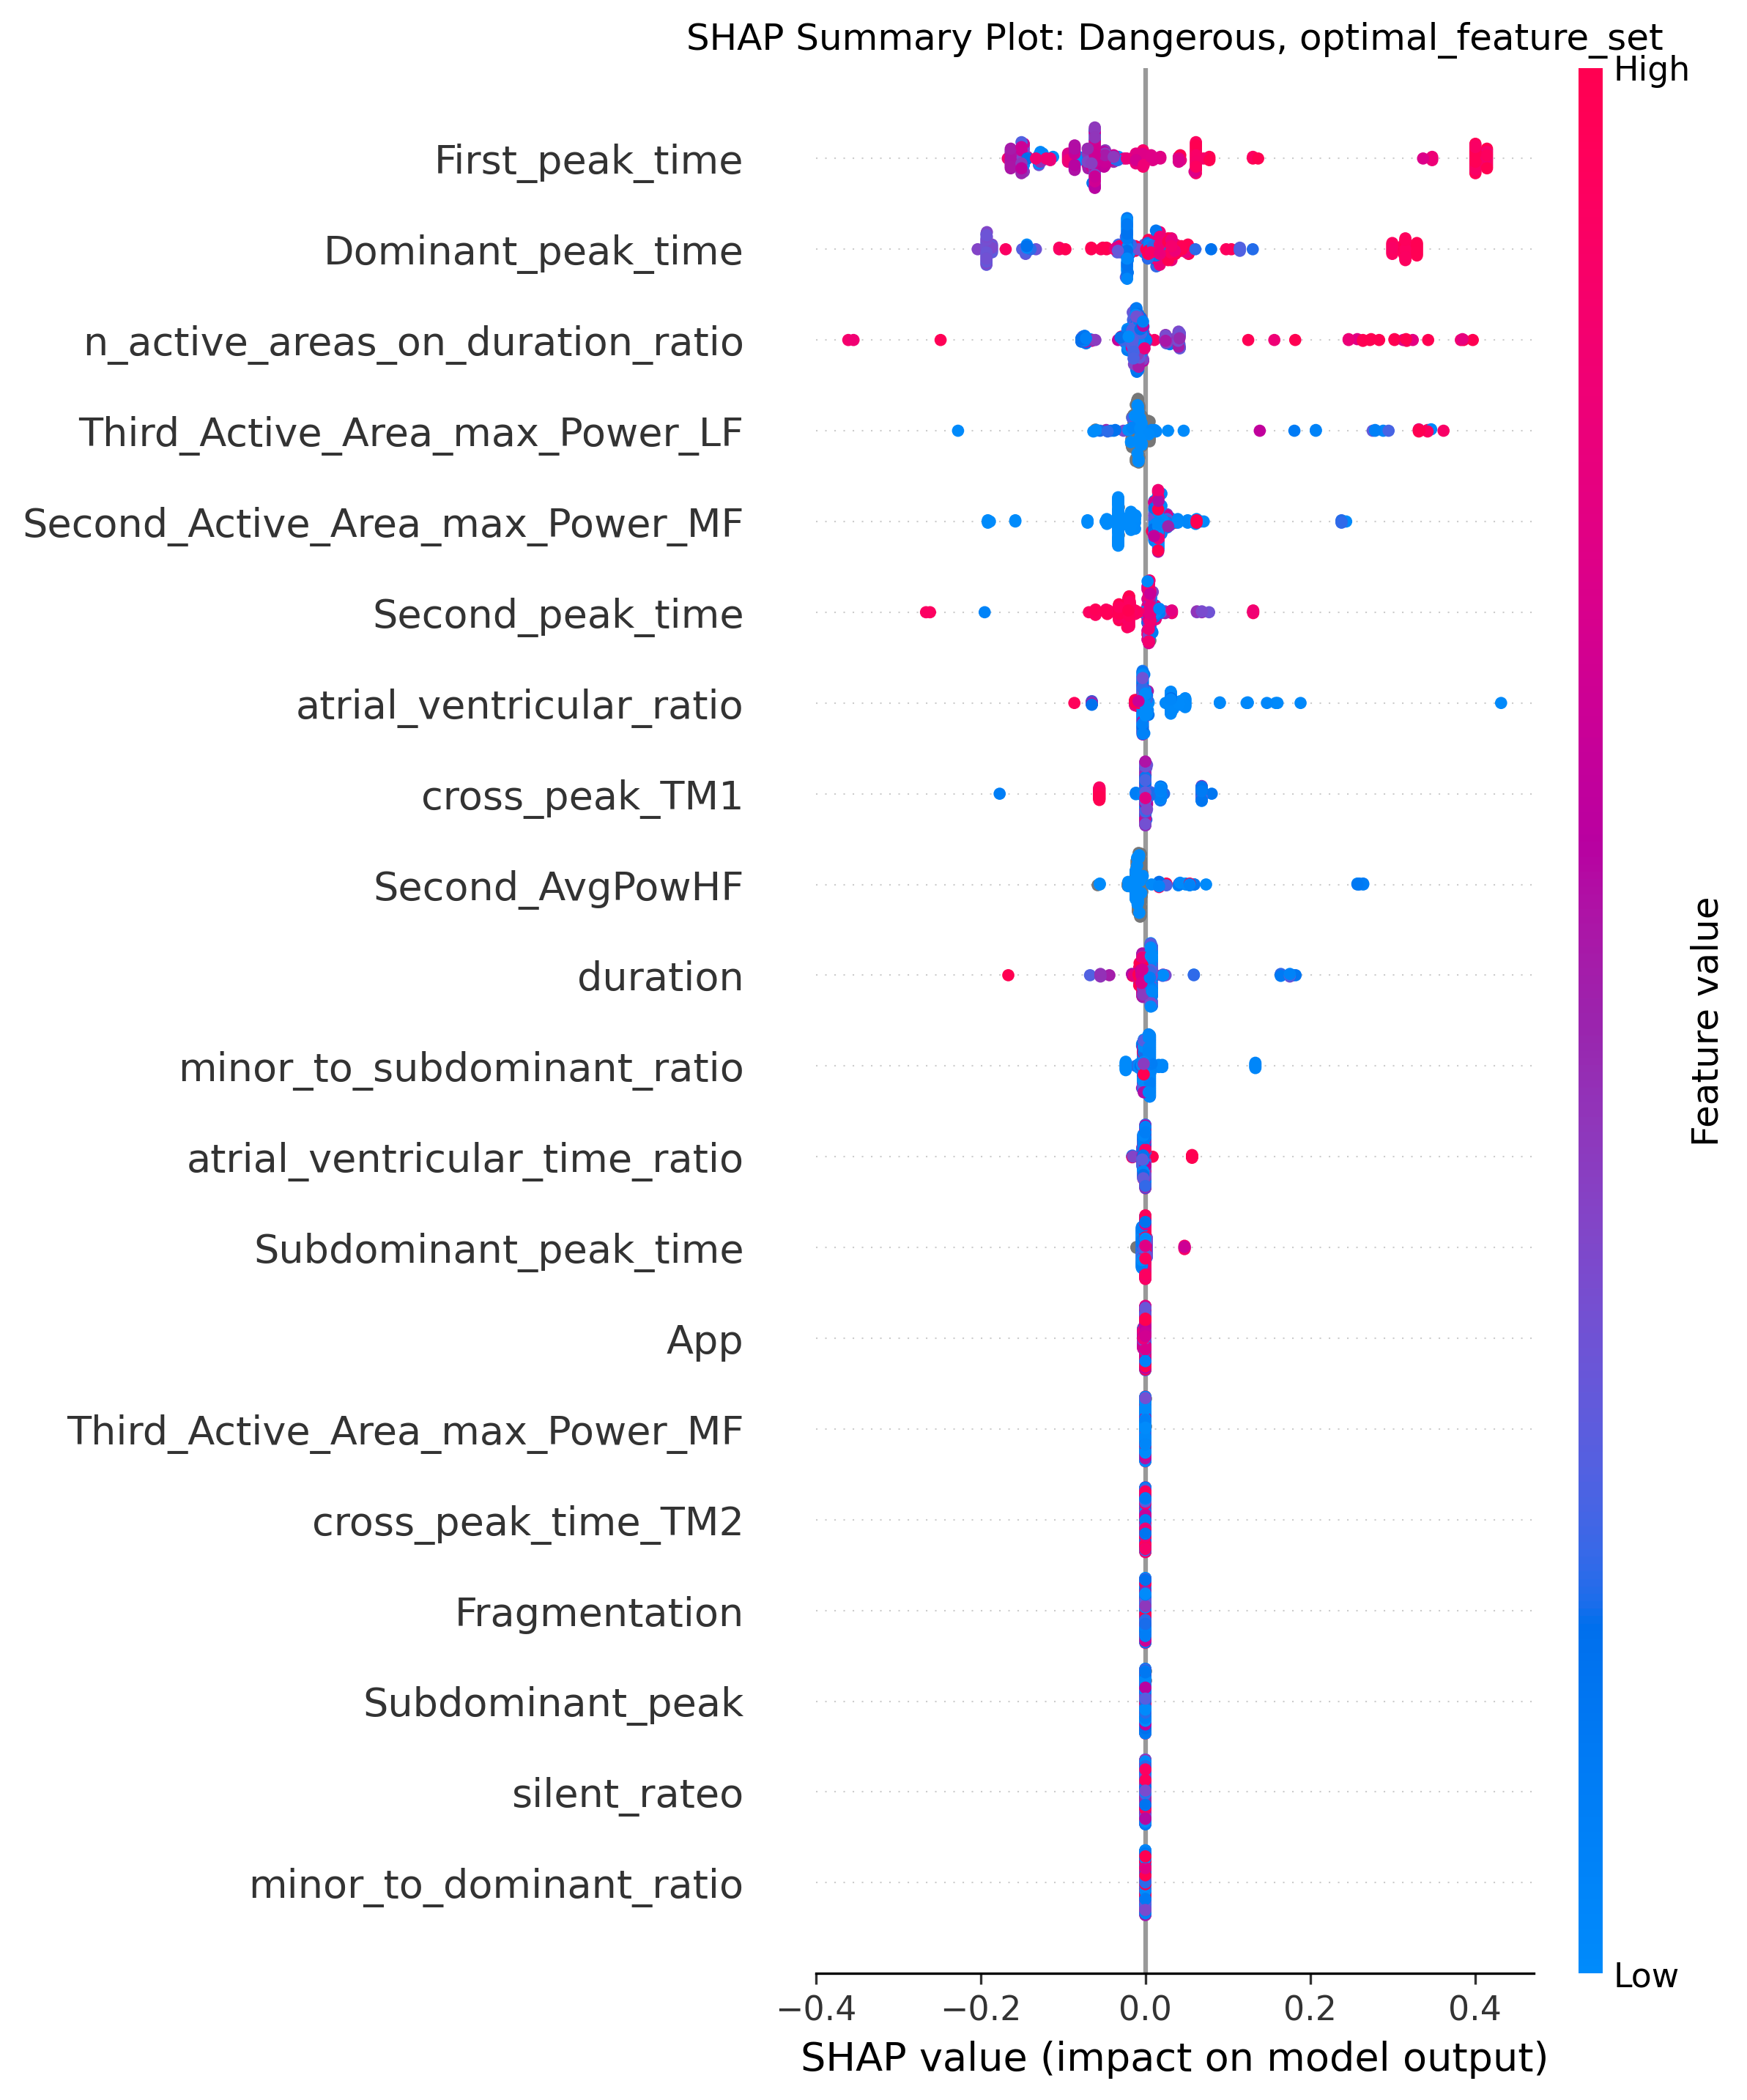 SHAP Summary Plot: Dangerous, optimal_feature_set
High
First_peak_time
Dominant_peak_time
n_active_areas_on_duration_ratio
Third_Active_Area_max_Power_LF
Second_Active_Area_max_Power_MF
Second_peak_time
atrial_ventricular_ratio
cross_peak_TM1
Second_AvgPowHF
duration
minor_to_subdominant_ratio
atrial_ventricular_time_ratio
Subdominant_peak_time
App
Third_Active_Area_max_Power_MF
cross_peak_time_TM2
Fragmentation
Subdominant_peak
silent_rateo
minor_to_dominant_ratio
Feature value
Low
−0.4 −0.2 0.0 0.2 0.4
SHAP value (impact on model output)